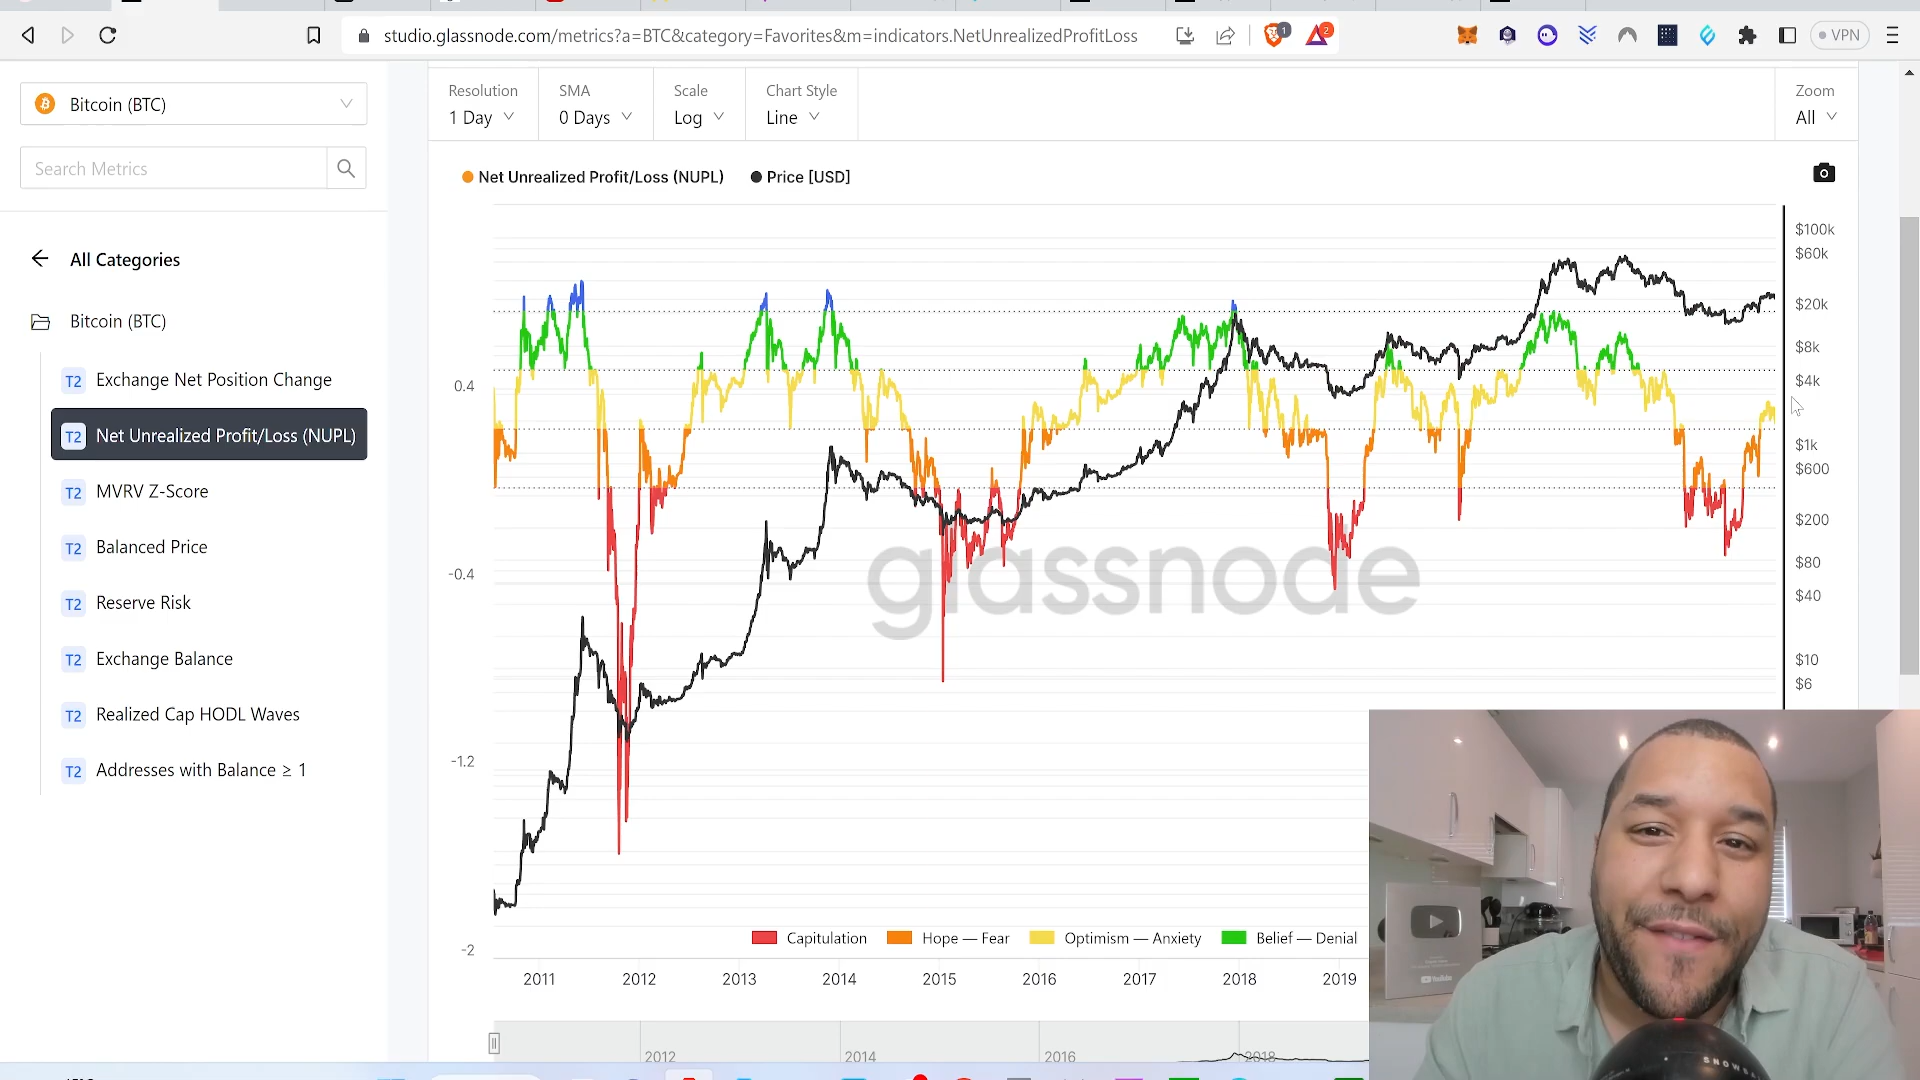 studio.glassnode.com/metrics?a=BTC&category=Favorites&m=indicators.NetUnrealizedProfitLoss
1
2
VPN
Bitcoin (BTC)
Search Metrics
All Categories
Bitcoin (BTC)
T2 Exchange Net Position Change
T2 Net Unrealized Profit/Loss (NUPL)
T2 MVRV Z-Score
T2 Balanced Price
T2 Reserve Risk
T2 Exchange Balance
T2 Realized Cap HODL Waves
T2 Addresses with Balance ≥ 1
Resolution
1 Day
SMA
0 Days
Scale
Log
Chart Style
Line
Zoom
All
Net Unrealized Profit/Loss (NUPL)
Price [USD]
0.4
-0.4
-1.2
-2
$100k
$60k
$20k
$8k
$4k
$1k
$600
$200
$80
$40
$10
$6
glassnode
Capitulation
Hope — Fear
Optimism — Anxiety
Belief — Denial
2011 2012 2013 2014 2015 2016 2017 2018 2019
2012 2014 2016 2018
YouTube